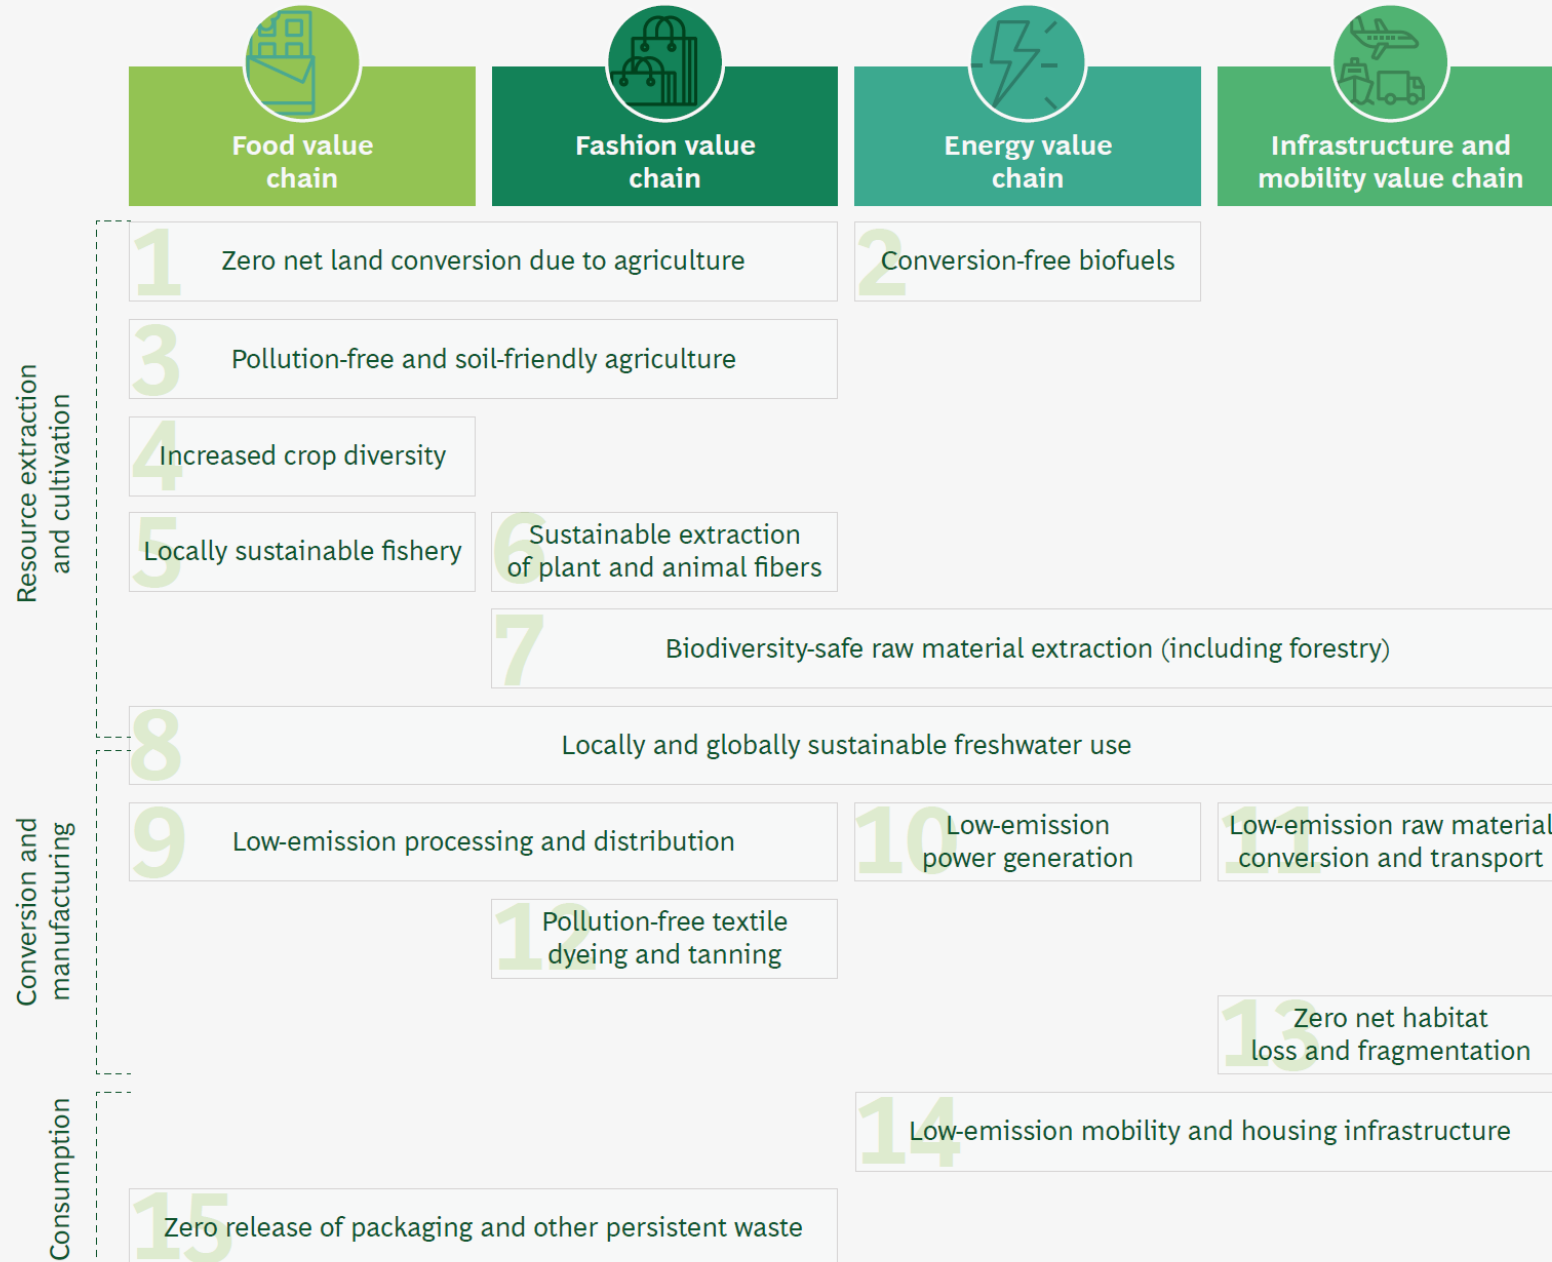 Food value
chain
Fashion value
chain
Energy value
chain
Infrastructure and
mobility value chain
Resource extraction
and cultivation
1
Zero net land conversion due to agriculture
2
Conversion-free biofuels
3
Pollution-free and soil-friendly agriculture
4
Increased crop diversity
5
Locally sustainable fishery
6
Sustainable extraction
of plant and animal fibers
7
Biodiversity-safe raw material extraction (including forestry)
8
Locally and globally sustainable freshwater use
Conversion and
manufacturing
9
Low-emission processing and distribution
10
Low-emission
power generation
11
Low-emission raw material
conversion and transport
12
Pollution-free textile
dyeing and tanning
13
Zero net habitat
loss and fragmentation
Consumption
14
Low-emission mobility and housing infrastructure
15
Zero release of packaging and other persistent waste